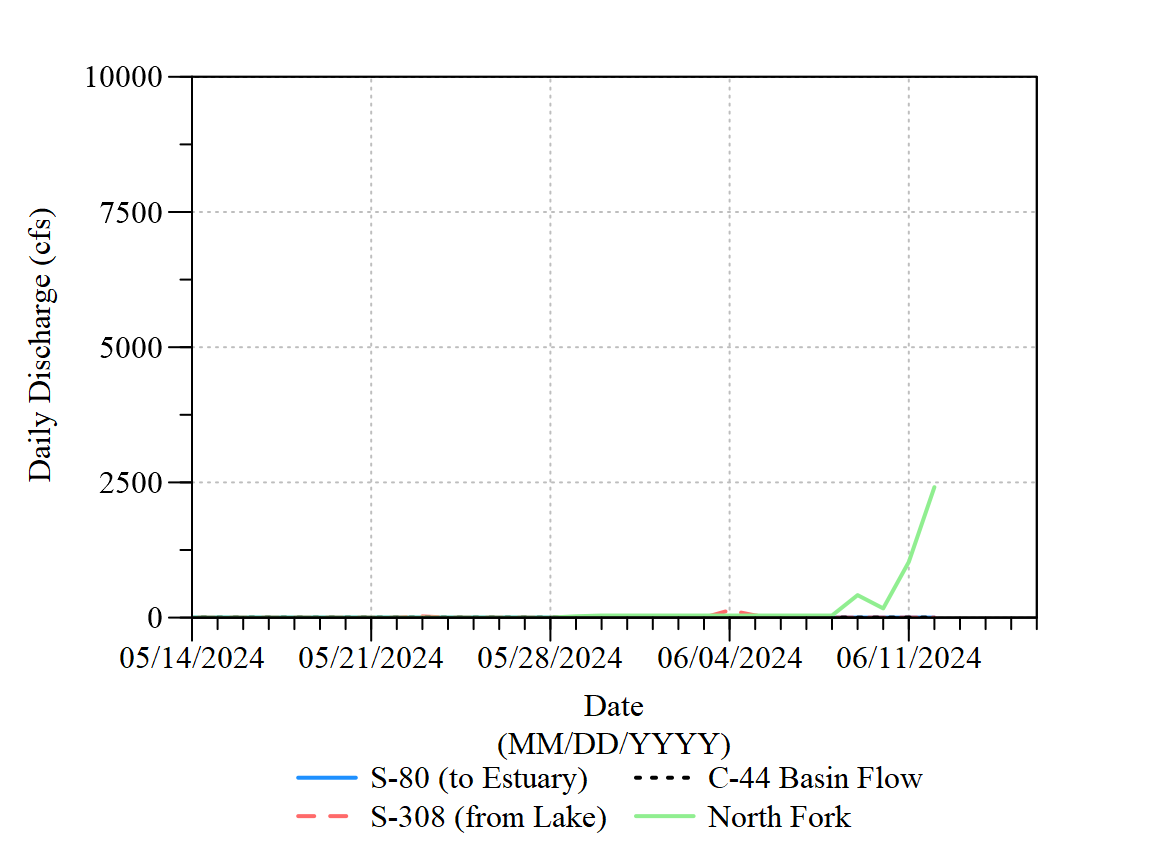 10000
7500
5000
2500
0
Daily Discharge (cfs)
05/14/2024 05/21/2024 05/28/2024 06/04/2024 06/11/2024
Date
(MM/DD/YYYY)
S-80 (to Estuary) C-44 Basin Flow
S-308 (from Lake) North Fork